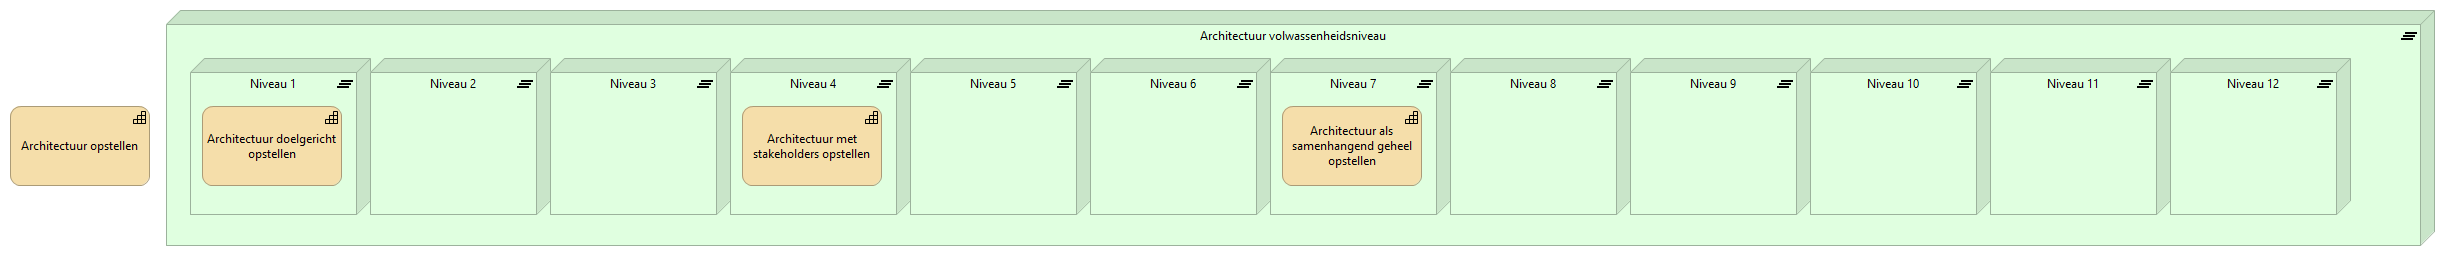 Architectuur volwassenheidsniveau
Niveau 1
Niveau 2
Niveau 3
Niveau 4
Niveau 5
Niveau 6
Niveau 7
Niveau 8
Niveau 9
Niveau 10
Niveau 11
Niveau 12
Architectuur opstellen
Architectuur doelgericht
opstellen
Architectuur met
stakeholders opstellen
Architectuur als
samenhangend geheel
opstellen